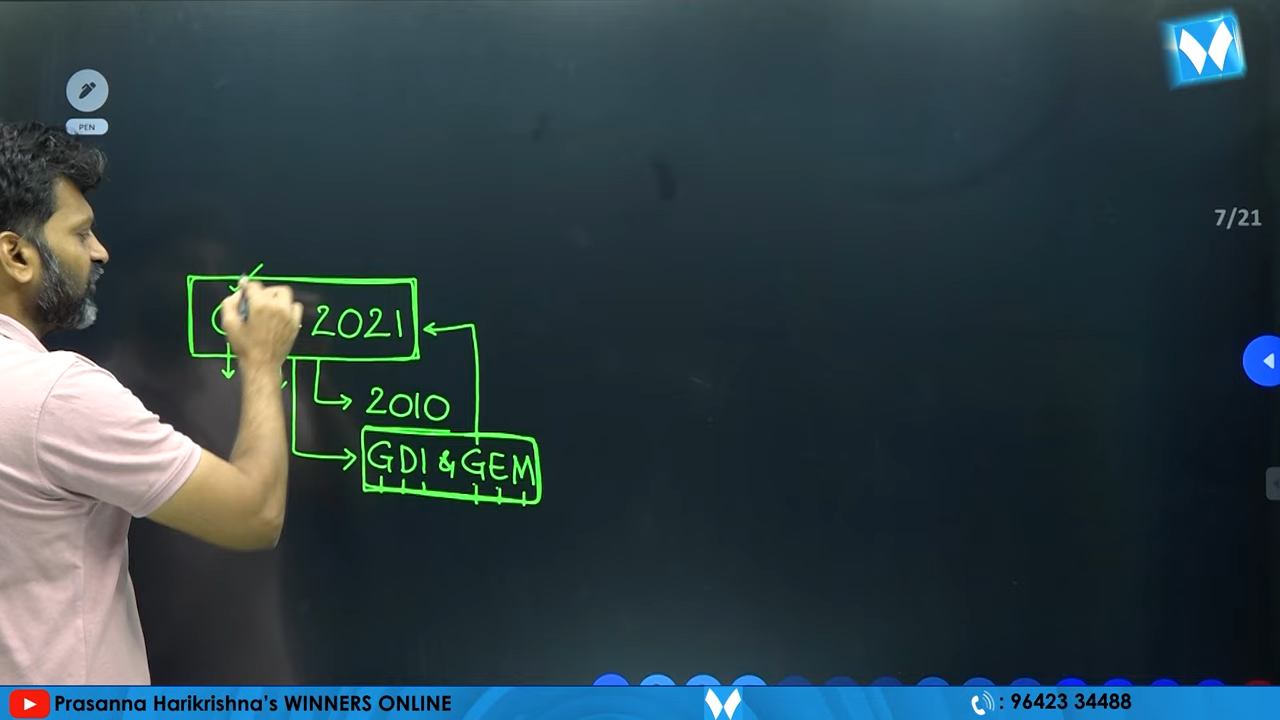 PEN
7/21
2021
2010
GDI & GEM
Prasanna Harikrishna's WINNERS ONLINE
: 96423 34488